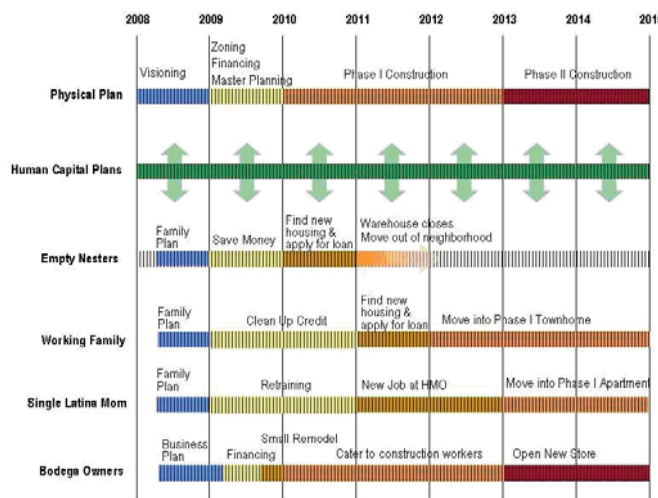 2008 2009 2010 2011 2012 2013 2014 201
Zoning
Financing
Visioning Master Planning Phase I Construction Phase II Construction
Physical Plan
Human Capital Plans
Family Plan
Save Money
Find new housing & apply for loan
Warehouse closes
Move out of neighborhood
Empty Nesters
Family Plan
Clean Up Credit
Find new housing & apply for loan
Move into Phase I Townhome
Working Family
Family Plan
Retraining
New Job at HMO
Move into Phase I Apartment
Single Latina Mom
Business Plan
Financing
Small Remodel
Cater to construction workers
Open New Store
Bodega Owners